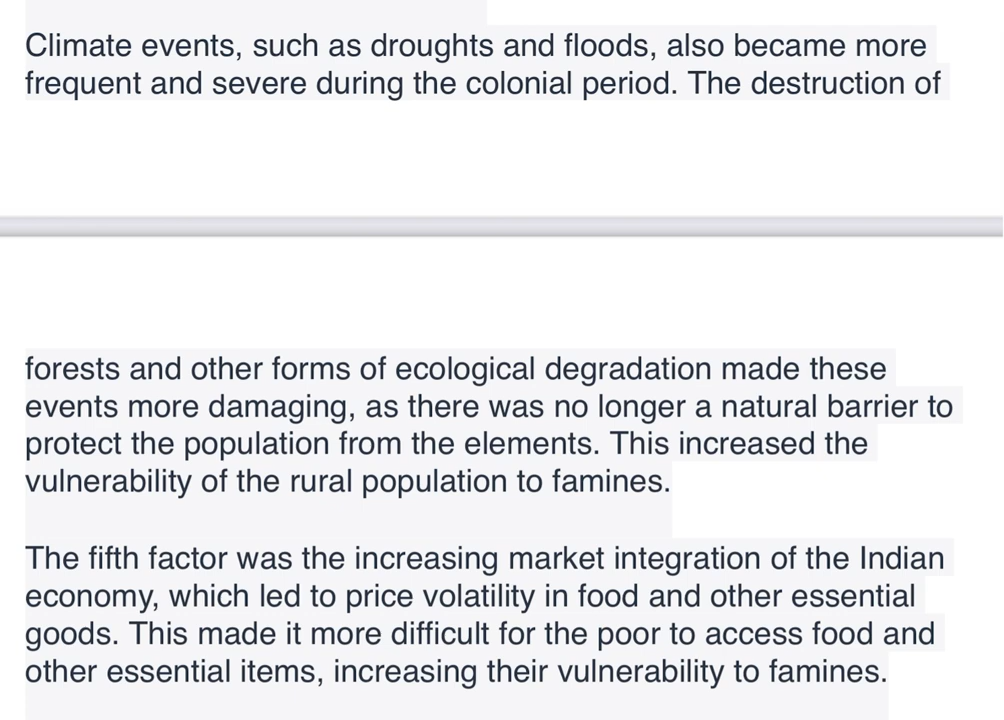 Climate events, such as droughts and floods, also became more
frequent and severe during the colonial period. The destruction of
forests and other forms of ecological degradation made these
events more damaging, as there was no longer a natural barrier to
protect the population from the elements. This increased the
vulnerability of the rural population to famines.
The fifth factor was the increasing market integration of the Indian
economy, which led to price volatility in food and other essential
goods. This made it more difficult for the poor to access food and
other essential items, increasing their vulnerability to famines.